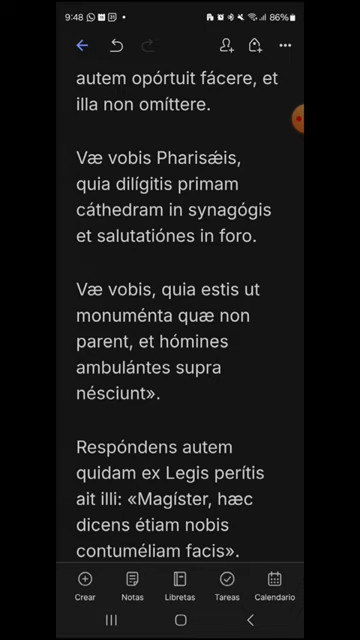 9:48
86%
autem opórtuit fácere, et
illa non omíttere.
Væ vobis Pharisǽis,
quia dilígitis primam
cáthedram in synagógis
et salutatiónes in foro.
Væ vobis, quia estis ut
monuménta quæ non
parent, et hómines
ambulántes supra
nésciunt».
Respóndens autem
quidam ex Legis perítis
ait illi: «Magíster, hæc
dicens étiam nobis
contuméliam facis».
Crear Notas Libretas Tareas Calendario